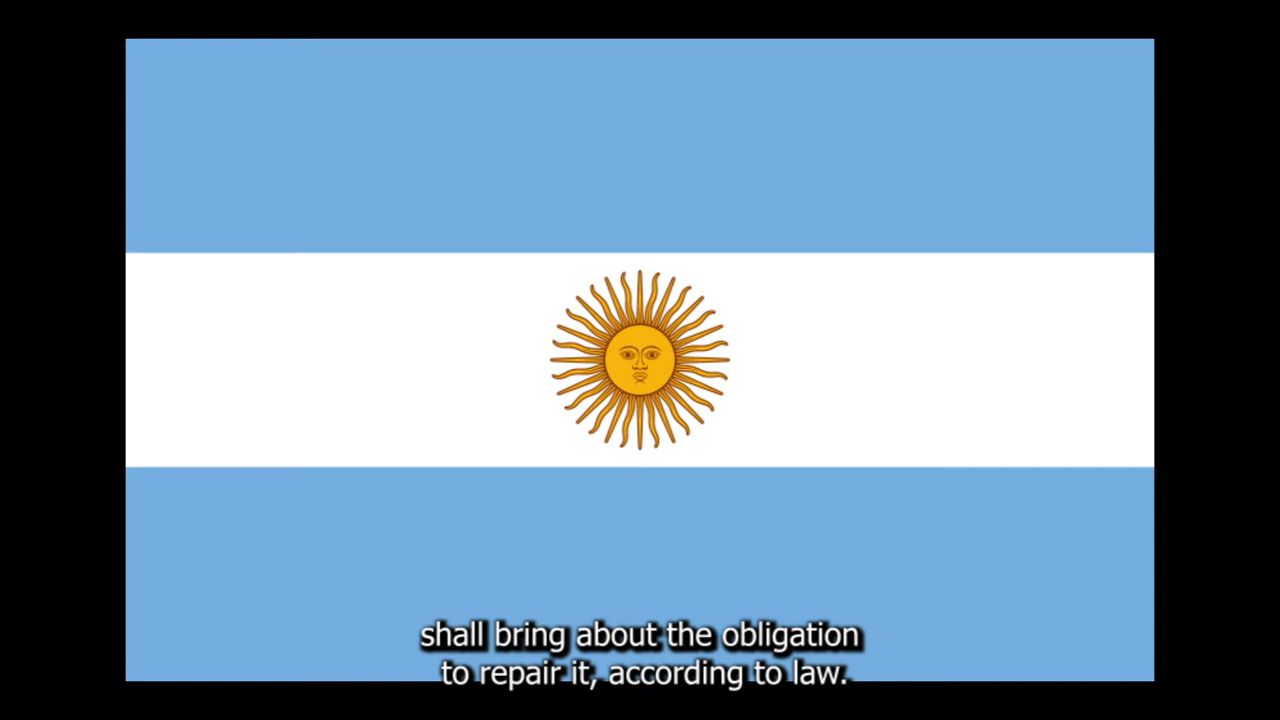 shall bring about the obligation
to repair it, according to law.